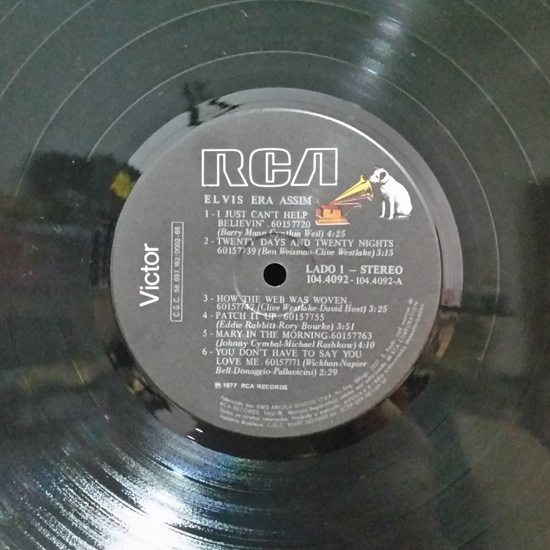 RCA
ELVIS ERA ASSIM
1 - I JUST CAN'T HELP
BELIEVIN'. 60157720
(Barry Mann-Cynthia Weil) 4:25
2 - TWENTY DAYS AND TWENTY NIGHTS.
60157739 (Ben Weisman-Clive Westlake) 3:15
LADO 1 - STEREO
104.4092 - 104.4092-A
Victor
3 - HOW THE WEB WAS WOVEN.
(Clive Westlake-David Most) 3:25
4 - PATCH IT UP. 60157755
(Eddie Rabbitt-Rory Bourke) 3:51
5 - MARY IN THE MORNING.60157763
(Johnny Cymbal-Michael Rashkow) 4:10
6 - YOU DON'T HAVE TO SAY YOU
LOVE ME. 60157771 (Wickhan-Napier-
Bell-Donaggio-Pallavicini) 2:29
℗ 1977 RCA RECORDS